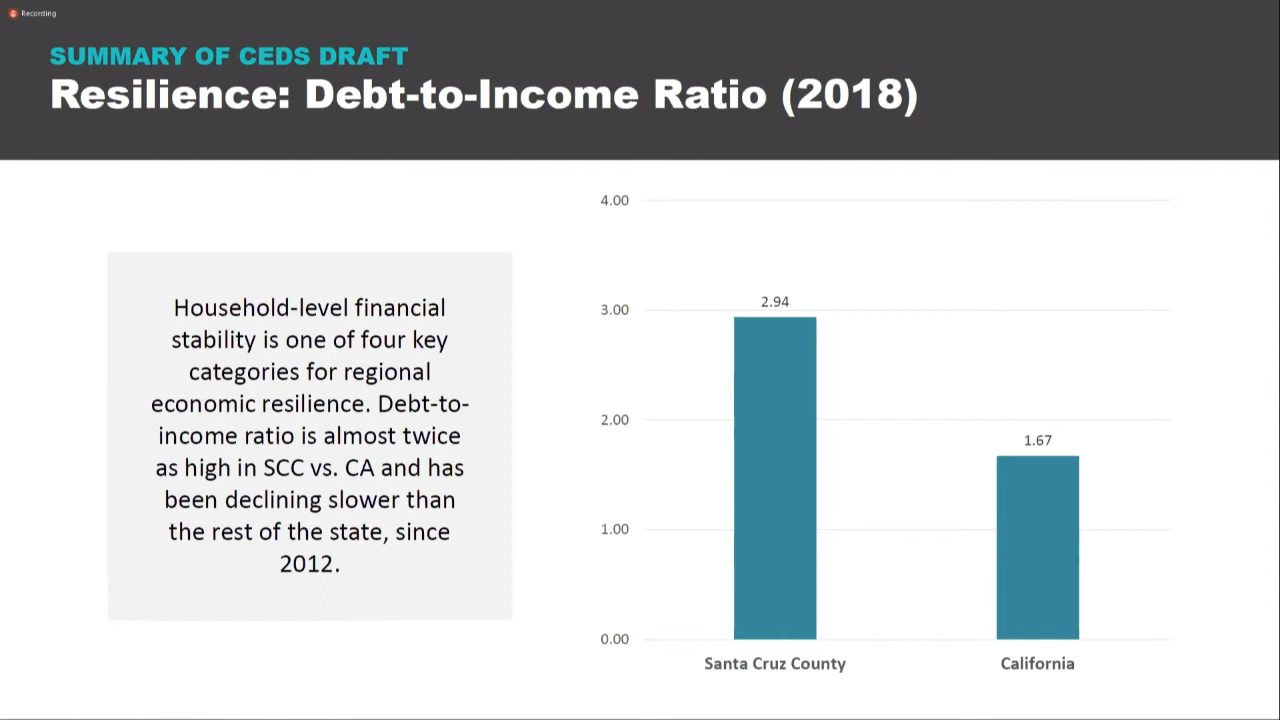 Recording
SUMMARY OF CEDS DRAFT
Resilience: Debt-to-Income Ratio (2018)
Household-level financial
stability is one of four key
categories for regional
economic resilience. Debt-to-
income ratio is almost twice
as high in SCC vs. CA and has
been declining slower than
the rest of the state, since
2012.
4.00
3.00
2.00
1.00
0.00
2.94
1.67
Santa Cruz County
California